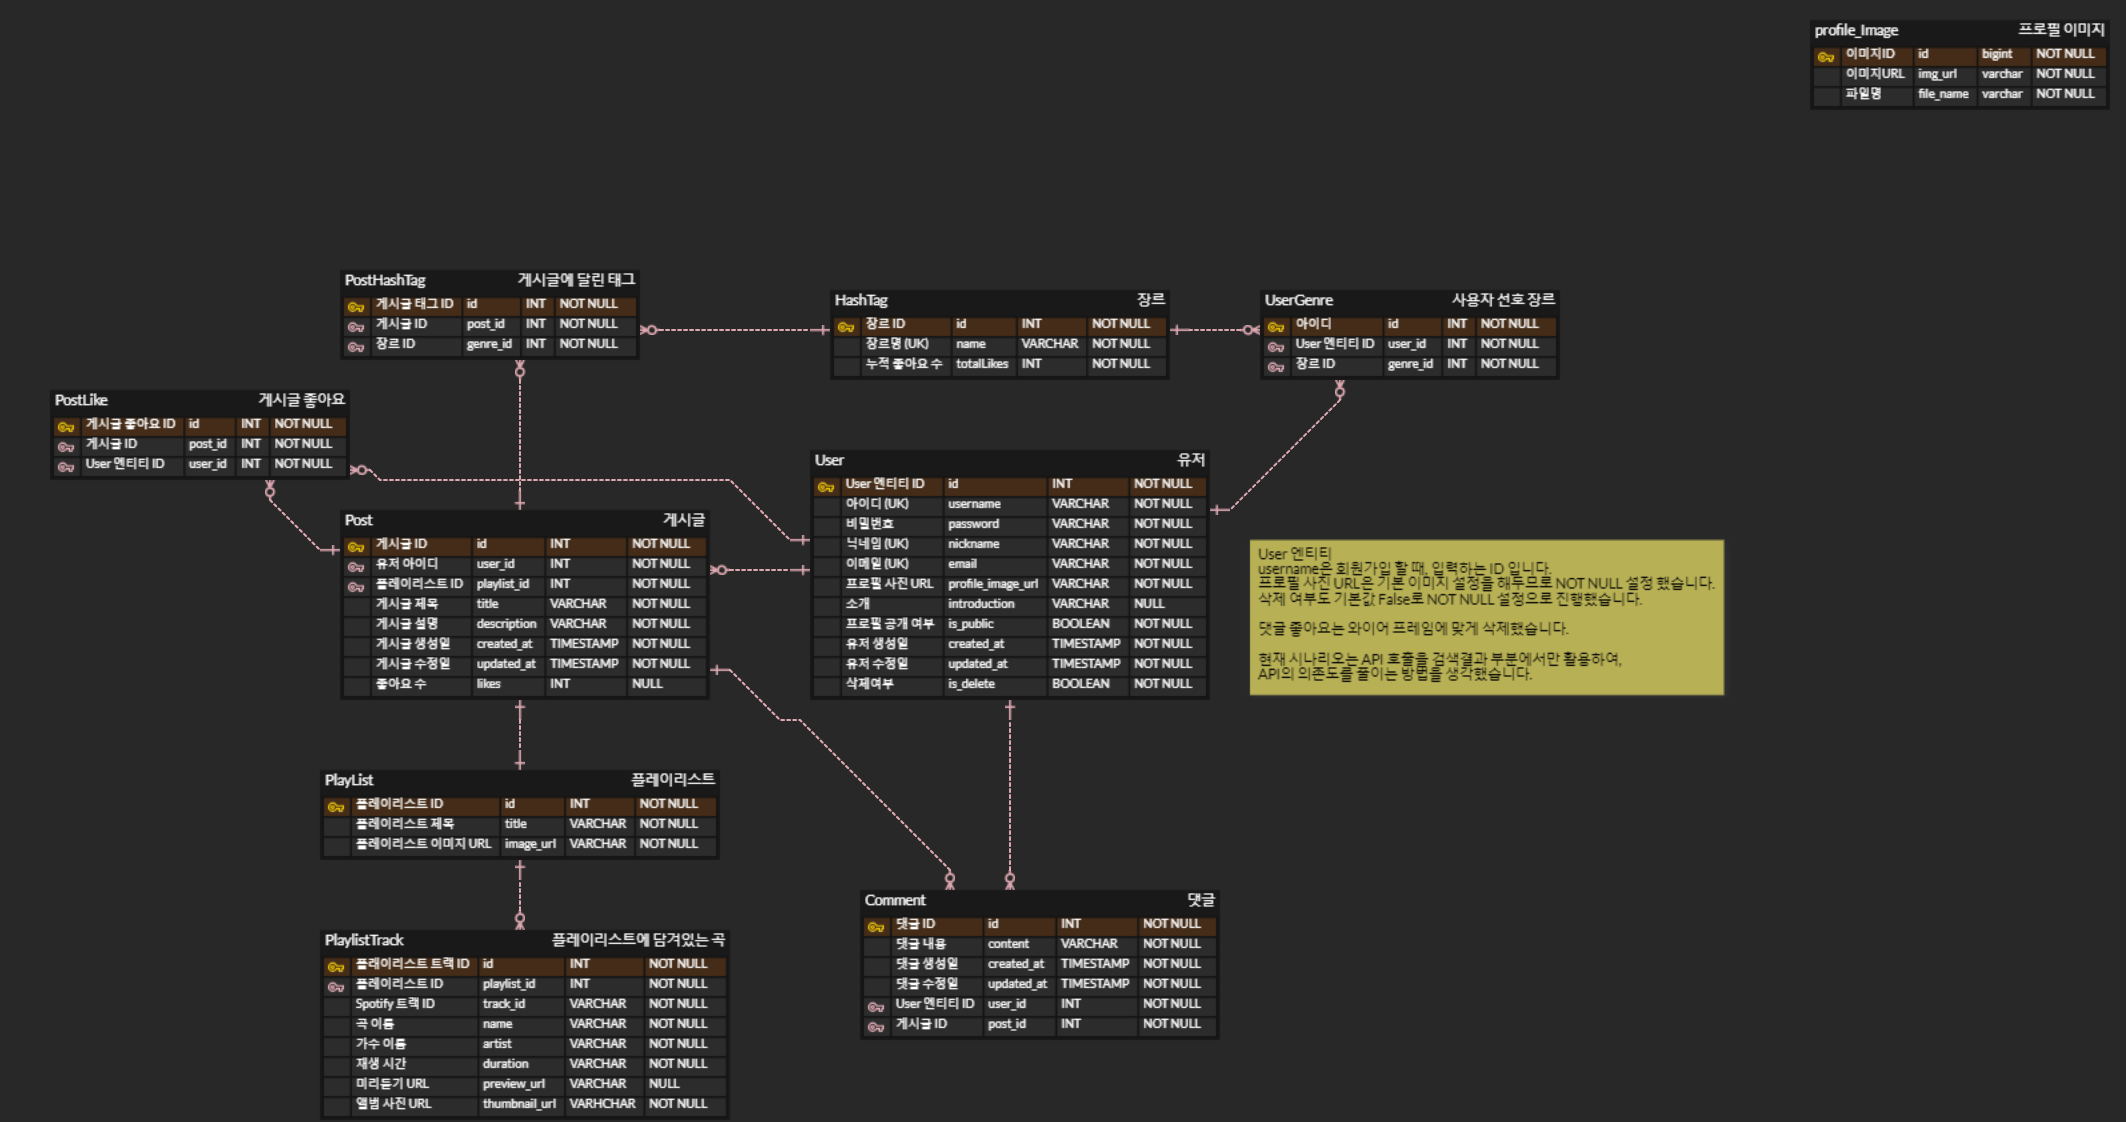 profile_Image 프로필 이미지
이미지ID id bigint NOT NULL
이미지URL img_url varchar NOT NULL
파일명 file_name varchar NOT NULL
PostHashTag 게시글에 달린 태그
게시글 태그 ID id INT NOT NULL
게시글 ID post_id INT NOT NULL
장르 ID genre_id INT NOT NULL
HashTag 장르
장르 ID id INT NOT NULL
장르명 (UK) name VARCHAR NOT NULL
누적 좋아요 수 totalLikes INT NOT NULL
UserGenre 사용자 선호 장르
아이디 id INT NOT NULL
User 엔티티 ID user_id INT NOT NULL
장르 ID genre_id INT NOT NULL
PostLike 게시글 좋아요
게시글 좋아요 ID id INT NOT NULL
게시글 ID post_id INT NOT NULL
User 엔티티 ID user_id INT NOT NULL
User 유저
User 엔티티 ID id INT NOT NULL
아이디 (UK) username VARCHAR NOT NULL
비밀번호 password VARCHAR NOT NULL
닉네임 (UK) nickname VARCHAR NOT NULL
이메일 (UK) email VARCHAR NOT NULL
프로필 사진 URL profile_image_url VARCHAR NOT NULL
소개 introduction VARCHAR NULL
프로필 공개 여부 is_public BOOLEAN NOT NULL
유저 생성일 created_at TIMESTAMP NOT NULL
유저 수정일 updated_at TIMESTAMP NOT NULL
삭제여부 is_delete BOOLEAN NOT NULL
Post 게시글
게시글 ID id INT NOT NULL
유저 아이디 user_id INT NOT NULL
플레이리스트 ID playlist_id INT NOT NULL
게시글 제목 title VARCHAR NOT NULL
게시글 설명 description VARCHAR NOT NULL
게시글 생성일 created_at TIMESTAMP NOT NULL
게시글 수정일 updated_at TIMESTAMP NOT NULL
좋아요 수 likes INT NULL
User 엔티티
username은 회원가입 할 때, 입력하는 ID 입니다.
프로필 사진 URL은 기본 이미지 설정을 해두므로 NOT NULL 설정 했습니다.
삭제 여부도 기본값 False로 NOT NULL 설정으로 진행했습니다.
댓글 좋아요는 와이어 프레임에 맞게 삭제했습니다.
현재 시나리오는 API 호출을 검색결과 부분에서만 활용하여,
API의 의존도를 풀이는 방법을 생각했습니다.
PlayList 플레이리스트
플레이리스트 ID id INT NOT NULL
플레이리스트 제목 title VARCHAR NOT NULL
플레이리스트 이미지 URL image_url VARCHAR NOT NULL
Comment 댓글
댓글 ID id INT NOT NULL
댓글 내용 content VARCHAR NOT NULL
댓글 생성일 created_at TIMESTAMP NOT NULL
댓글 수정일 updated_at TIMESTAMP NOT NULL
User 엔티티 ID user_id INT NOT NULL
게시글 ID post_id INT NOT NULL
PlaylistTrack 플레이리스트에 담겨있는 곡
플래이리스트 트랙 ID id INT NOT NULL
플레이리스트 ID playlist_id INT NOT NULL
Spotify 트랙 ID track_id VARCHAR NOT NULL
곡 이름 name VARCHAR NOT NULL
가수 이름 artist VARCHAR NOT NULL
재생 시간 duration VARCHAR NOT NULL
미리듣기 URL preview_url VARCHAR NULL
앨범 사진 URL thumbnail_url VARHCHAR NOT NULL